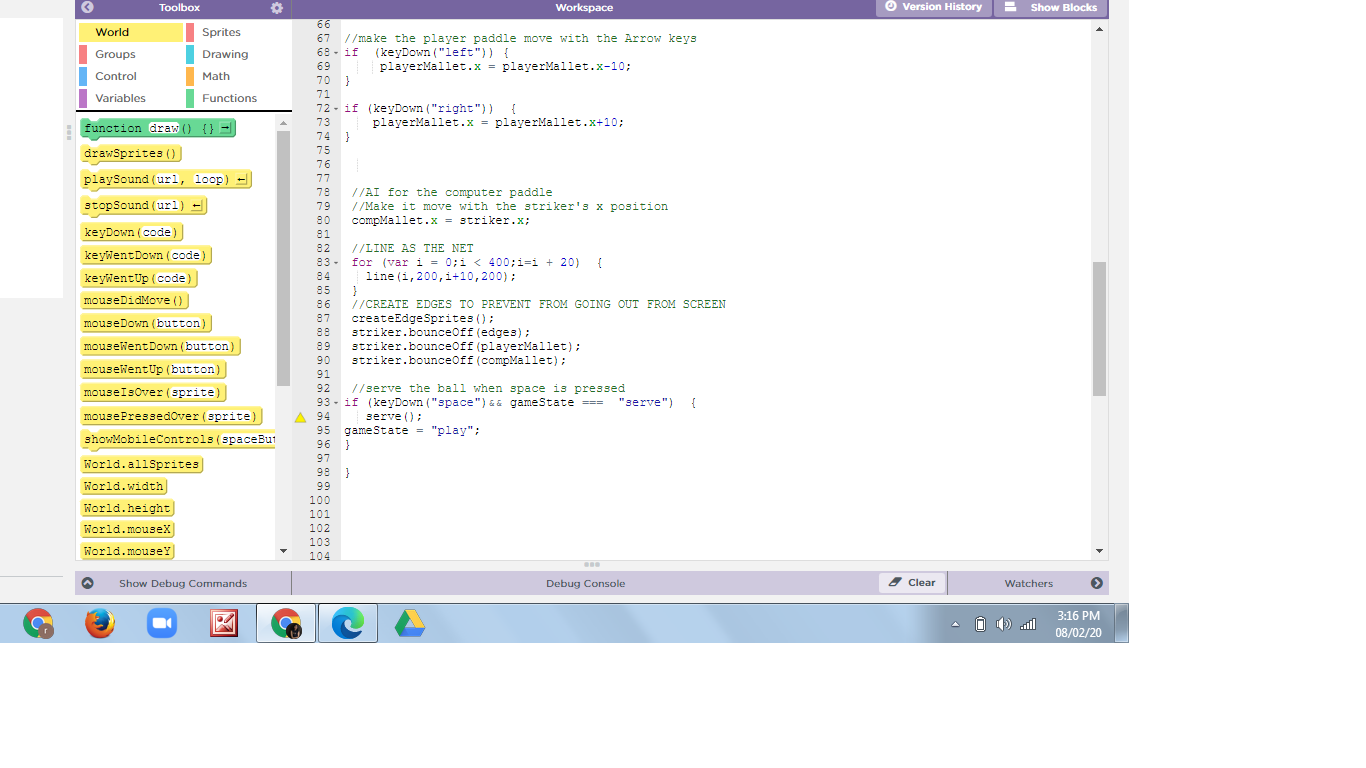 Toolbox
Workspace
Version History
Show Blocks
World
Sprites
Groups
Drawing
Control
Math
Variables
Functions
function draw() {}
drawSprites()
playSound(url, loop)
stopSound(url)
keyDown(code)
keyWentDown(code)
keyWentUp(code)
mouseDidMove()
mouseDown(button)
mouseWentDown(button)
mouseWentUp(button)
mouseIsOver(sprite)
mousePressedOver(sprite)
showMobileControls(spaceBut
World.allSprites
World.width
World.height
World.mouseX
World.mouseY
66
67 //make the player paddle move with the Arrow keys
68 if (keyDown("left")) {
69 playerMallet.x = playerMallet.x-10;
70 }
71
72 if (keyDown("right")) {
73 playerMallet.x = playerMallet.x+10;
74 }
75
76
77
78 //AI for the computer paddle
79 //Make it move with the striker's x position
80 compMallet.x = striker.x;
81
82 //LINE AS THE NET
83 for (var i = 0;i < 400;i=i + 20) {
84 line(i,200,i+10,200);
85 }
86 //CREATE EDGES TO PREVENT FROM GOING OUT FROM SCREEN
87 createEdgeSprites();
88 striker.bounceOff(edges);
89 striker.bounceOff(playerMallet);
90 striker.bounceOff(compMallet);
91
92 //serve the ball when space is pressed
93 if (keyDown("space")&& gameState === "serve") {
94 serve();
95 gameState = "play";
96 }
97
98 }
99
100
101
102
103
104
Show Debug Commands
Debug Console
Clear
Watchers
r
3:16 PM
08/02/20